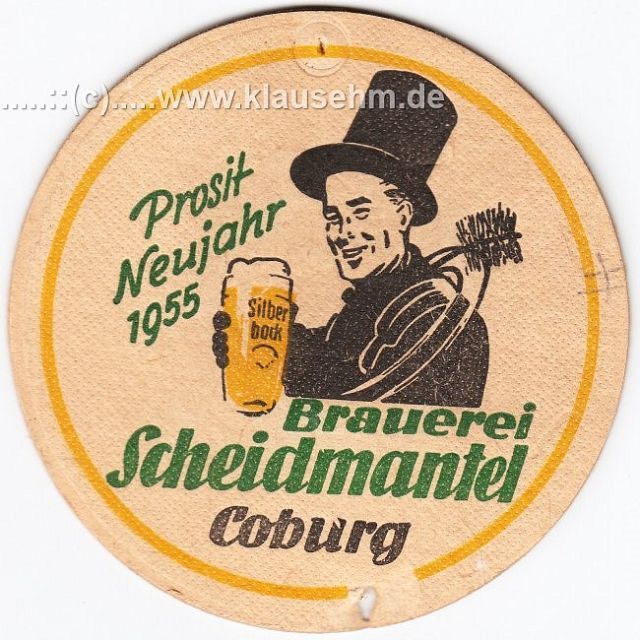 .....::(c).....www.klausehm.de
Prosit
Neujahr
1955
Silber
bock
Brauerei
Scheidmantel
Coburg